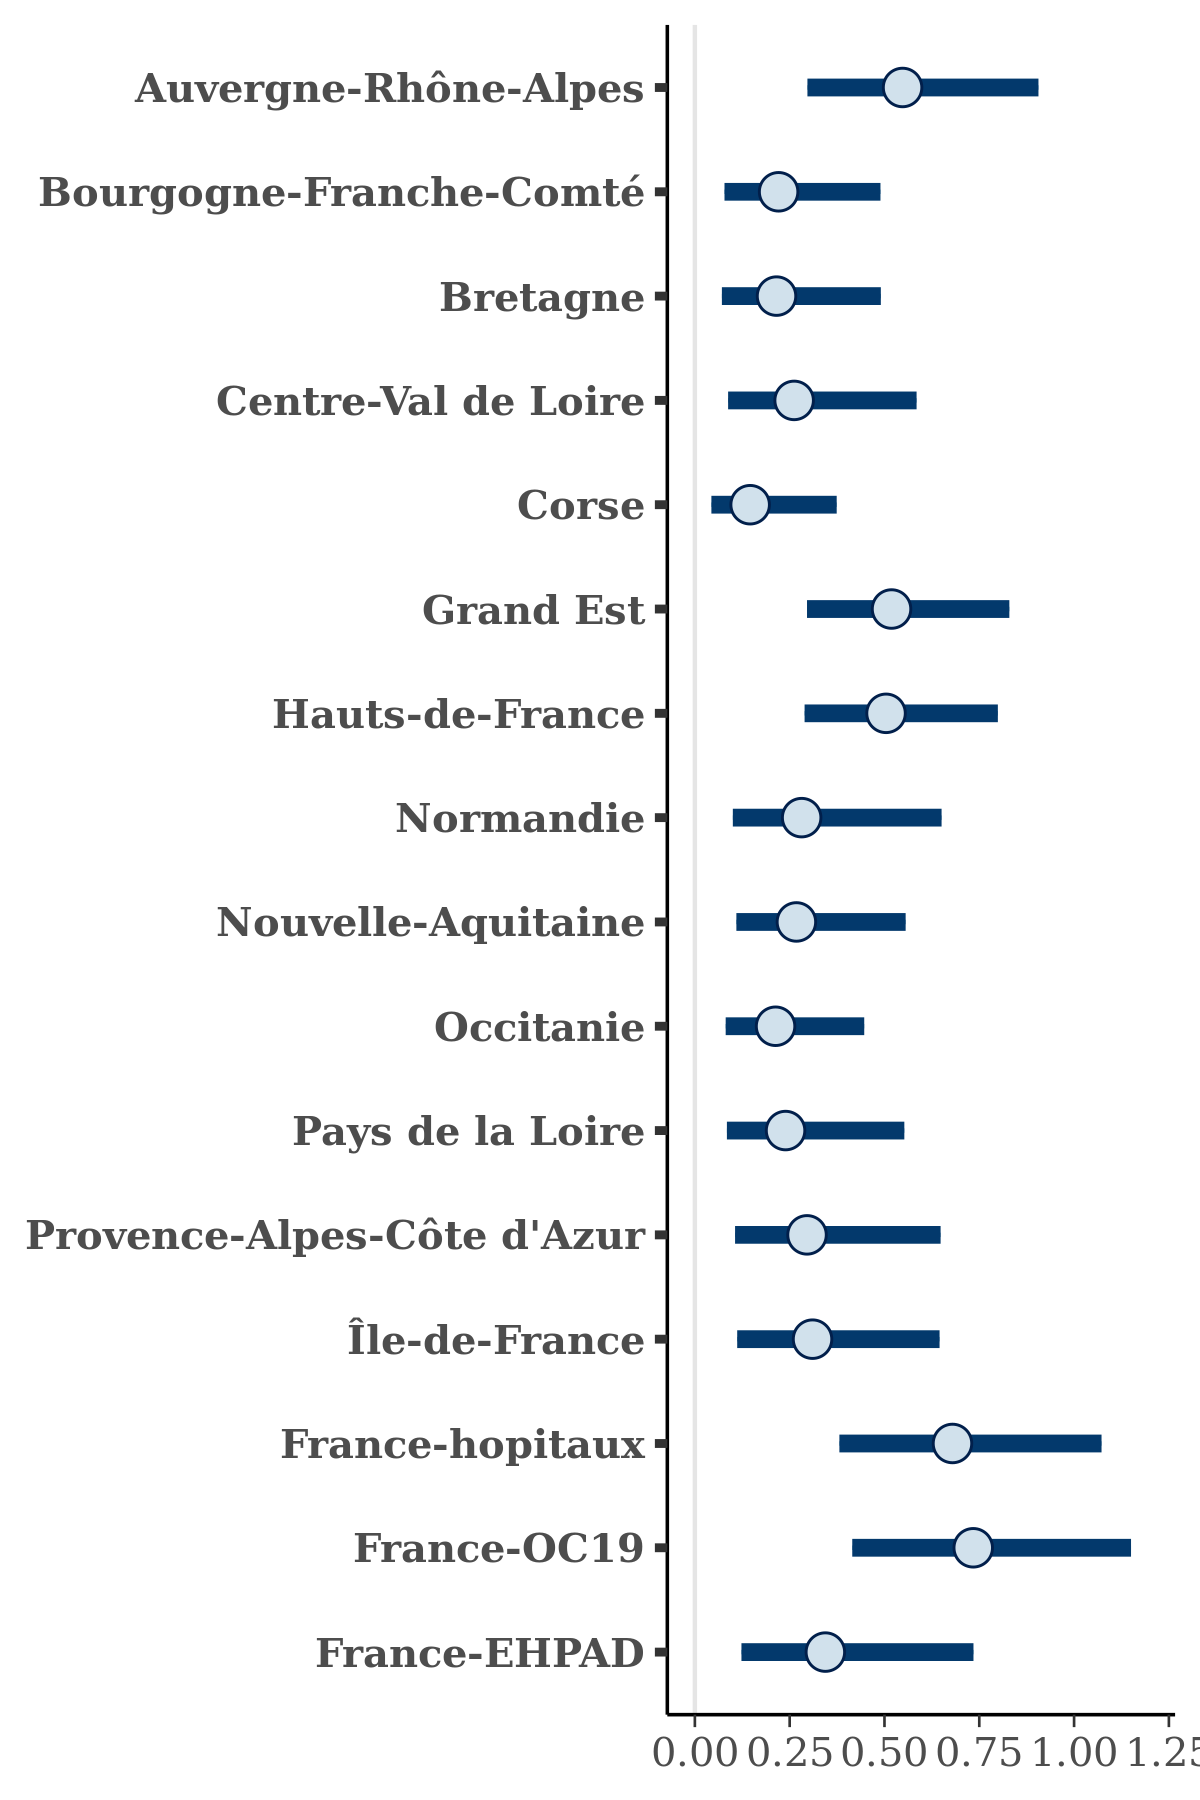 Auvergne-Rhône-Alpes
Bourgogne-Franche-Comté
Bretagne
Centre-Val de Loire
Corse
Grand Est
Hauts-de-France
Normandie
Nouvelle-Aquitaine
Occitanie
Pays de la Loire
Provence-Alpes-Côte d'Azur
Île-de-France
France-hopitaux
France-OC19
France-EHPAD
0.00 0.25 0.50 0.75 1.00 1.25